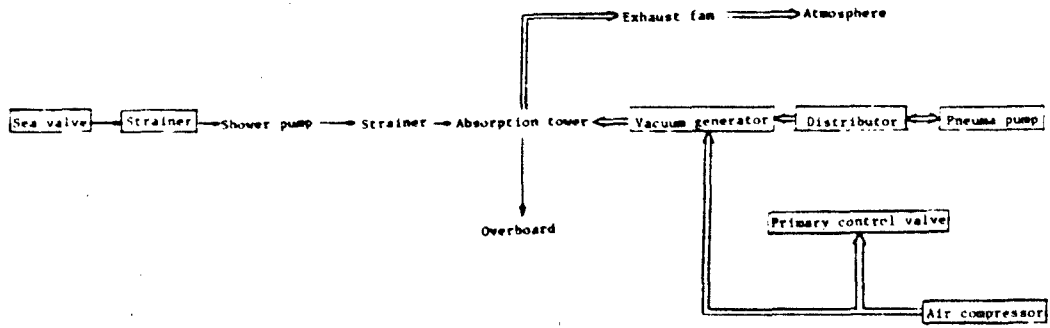 Exhaust fan Atmosphere
Sea valve Strainer Shower pump Strainer Absorption tower Vacuum generator Distributor Pneuma pump
Overboard
Primary control valve
Air compressor